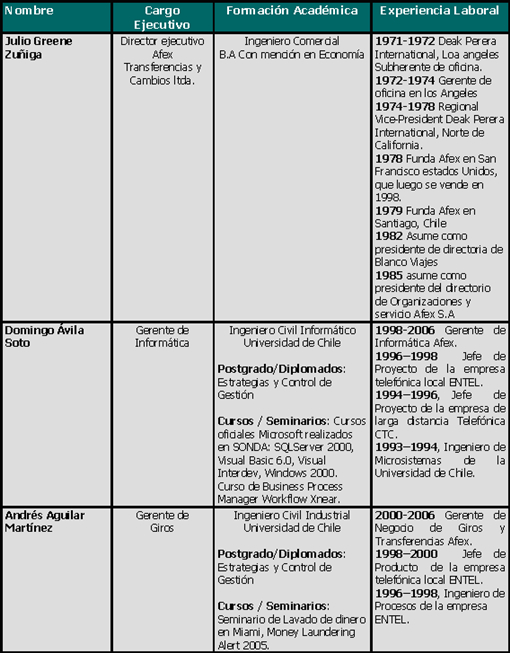 Nombre
Cargo
Ejecutivo
Formación Académica
Experiencia Laboral
Julio Greene
Zuñiga
Director ejecutivo
Afex
Transferencias y
Cambios ltda.
Ingeniero Comercial
B.A Con mención en Economía
1971-1972 Deak Perera
International, Loa angeles
Subherente de oficina.
1972-1974 Gerente de
oficina en los Angeles
1974-1978 Regional
Vice-President Deak Perera
International, Norte de
California.
1978 Funda Afex en San
Francisco estados Unidos,
que luego se vende en
1998.
1979 Funda Afex en
Santiago, Chile
1982 Asume como
presidente de directoria de
Blanco Viajes
1985 asume como
presidente del directorio
de Organizaciones y
servicio Afex S.A
Domingo Ávila
Soto
Gerente de
Informática
Ingeniero Civil Informático
Universidad de Chile
Postgrado/Diplomados:
Estrategias y Control de
Gestión
Cursos / Seminarios: Cursos
oficiales Microsoft realizados
en SONDA: SQLServer 2000,
Visual Basic 6.0, Visual
Interdev, Windows 2000.
Curso de Business Process
Manager Workflow Xnear.
1998-2006 Gerente de
Informática Afex.
1996–1998 Jefe de
Proyecto de la empresa
telefónica local ENTEL.
1994–1996, Jefe de
Proyecto de la empresa de
larga distancia Telefónica
CTC.
1993–1994, Ingeniero de
Microsistemas de la
Universidad de Chile.
Andrés Aguilar
Martínez
Gerente de
Giros
Ingeniero Civil Industrial
Universidad de Chile
Postgrado/Diplomados:
Estrategias y Control de
Gestión
Cursos / Seminarios:
Seminario de Lavado de dinero
en Miami, Money Laundering
Alert 2005.
2000-2006 Gerente de
Negocio de Giros y
Transferencias Afex.
1998–2000 Jefe de
Producto de la empresa
telefónica local ENTEL.
1996–1998, Ingeniero de
Procesos de la empresa
ENTEL.